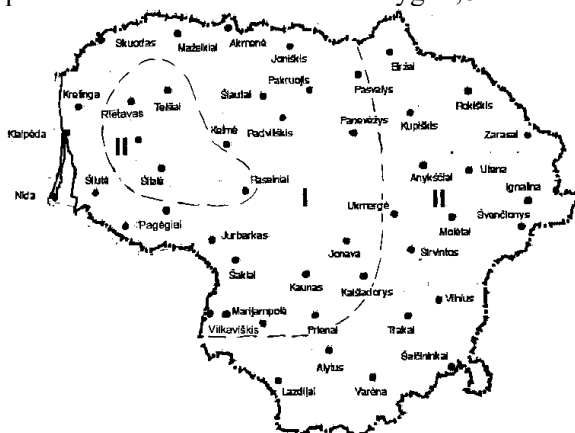 Skuodas
Mažeikiai
Akmenė
Joniškis
Biržai
Pakruojis
Pasvalys
Kretinga
Rietavas
Telšiai
Šiauliai
Rokiškis
Klaipėda
Radviliškis
Panevėžys
Kupiškis
Zarasai
II
Kelmė
Anykščiai
Utena
Šilutė
Šilalė
Raseiniai
I
II
Ignalina
Nida
Ukmergė
Molėtai
Švenčionys
Pagėgiai
Jurbarkas
Jonava
Širvintos
Šakiai
Kaunas
Kaišiadorys
Vilnius
Marijampolė
Vilkaviškis
Prienai
Trakai
Alytus
Šalčininkai
Lazdijai
Varėna